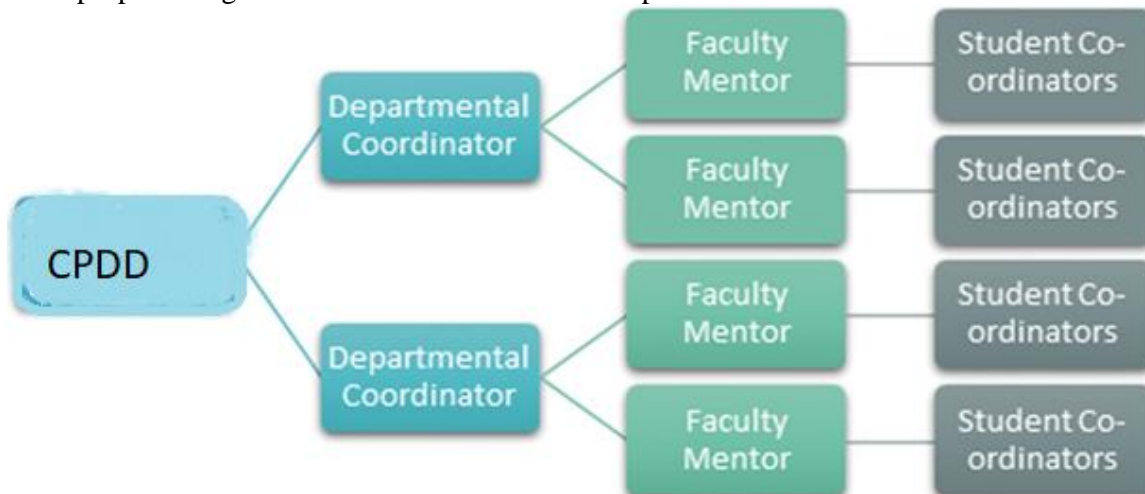 CPDD
Departmental
Coordinator
Faculty
Mentor
Student Co-
ordinators
Faculty
Mentor
Student Co-
ordinators
Departmental
Coordinator
Faculty
Mentor
Student Co-
ordinators
Faculty
Mentor
Student Co-
ordinators